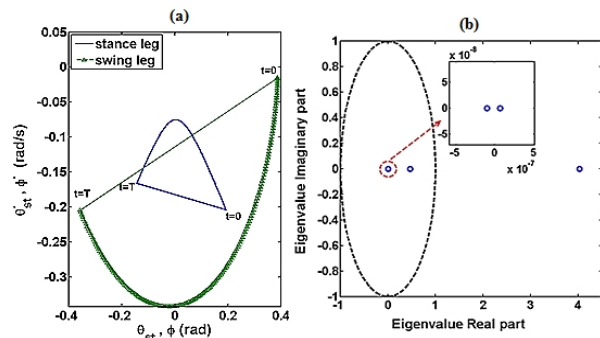 (a)
stance leg
swing leg
t=0
t=T
t=T
t=0
0.05
0
-0.05
-0.1
-0.15
-0.2
-0.25
-0.3
-0.4
-0.2
0
0.2
0.4
θ˙st , ϕ˙ (rad/s)
θst , ϕ (rad)
(b)
x 10⁻⁸
5
0
-5
-5
0
5
x 10⁻⁷
1
0.8
0.6
0.4
0.2
0
-0.2
-0.4
-0.6
-0.8
-1
-1
0
1
2
3
4
Eigenvalue Imaginary part
Eigenvalue Real part